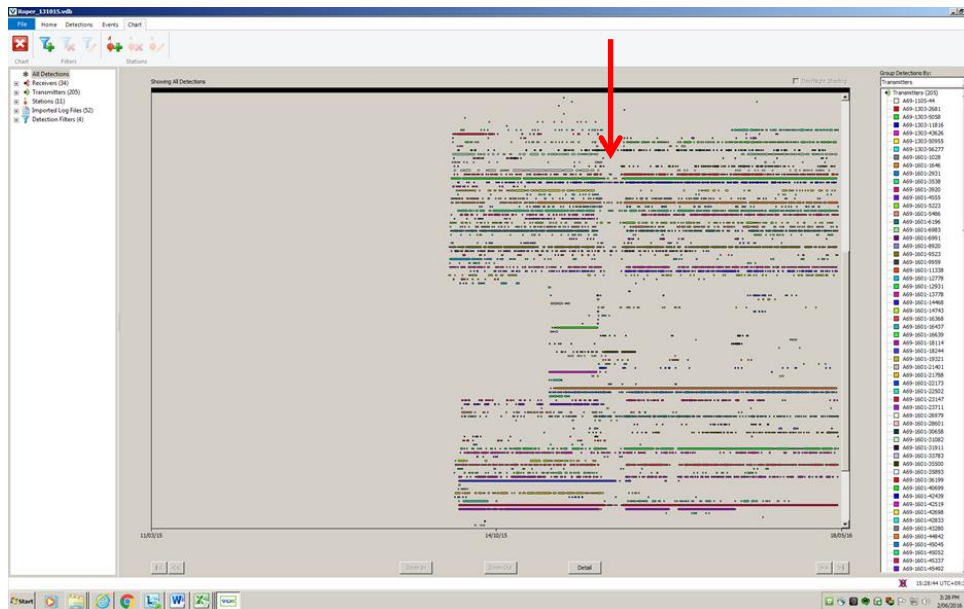 Roper_131015.vdb
File Home Detections Events Chart
Chart Filters Stations
All Detections
Receivers (34)
Transmitters (205)
Stations (11)
Imported Log Files (52)
Detection Filters (4)
Showing All Detections
Day/Night Shading
11/03/15 14/10/15 18/05/16
Zoom In Zoom Out Detail
Group Detections By:
Transmitters
Transmitters (205)
A69-1105-44
A69-1303-2681
A69-1303-5058
A69-1303-11816
A69-1303-43626
A69-1303-50955
A69-1303-56277
A69-1601-1028
A69-1601-1646
A69-1601-2931
A69-1601-3538
A69-1601-3920
A69-1601-4555
A69-1601-5223
A69-1601-5486
A69-1601-6196
A69-1601-6983
A69-1601-6991
A69-1601-8920
A69-1601-9523
A69-1601-9959
A69-1601-11338
A69-1601-12778
A69-1601-12931
A69-1601-13778
A69-1601-14468
A69-1601-14743
A69-1601-16368
A69-1601-16437
A69-1601-16639
A69-1601-18114
A69-1601-18244
A69-1601-19321
A69-1601-21401
A69-1601-21788
A69-1601-22173
A69-1601-22502
A69-1601-23147
A69-1601-23711
A69-1601-26979
A69-1601-28601
A69-1601-30658
A69-1601-31082
A69-1601-31911
A69-1601-33783
A69-1601-35500
A69-1601-35893
A69-1601-36199
A69-1601-40699
A69-1601-42439
A69-1601-42519
A69-1601-42698
A69-1601-42833
A69-1601-43280
A69-1601-44842
A69-1601-45045
A69-1601-45052
A69-1601-45337
A69-1601-45492
Start
3:28 PM
2/06/2016